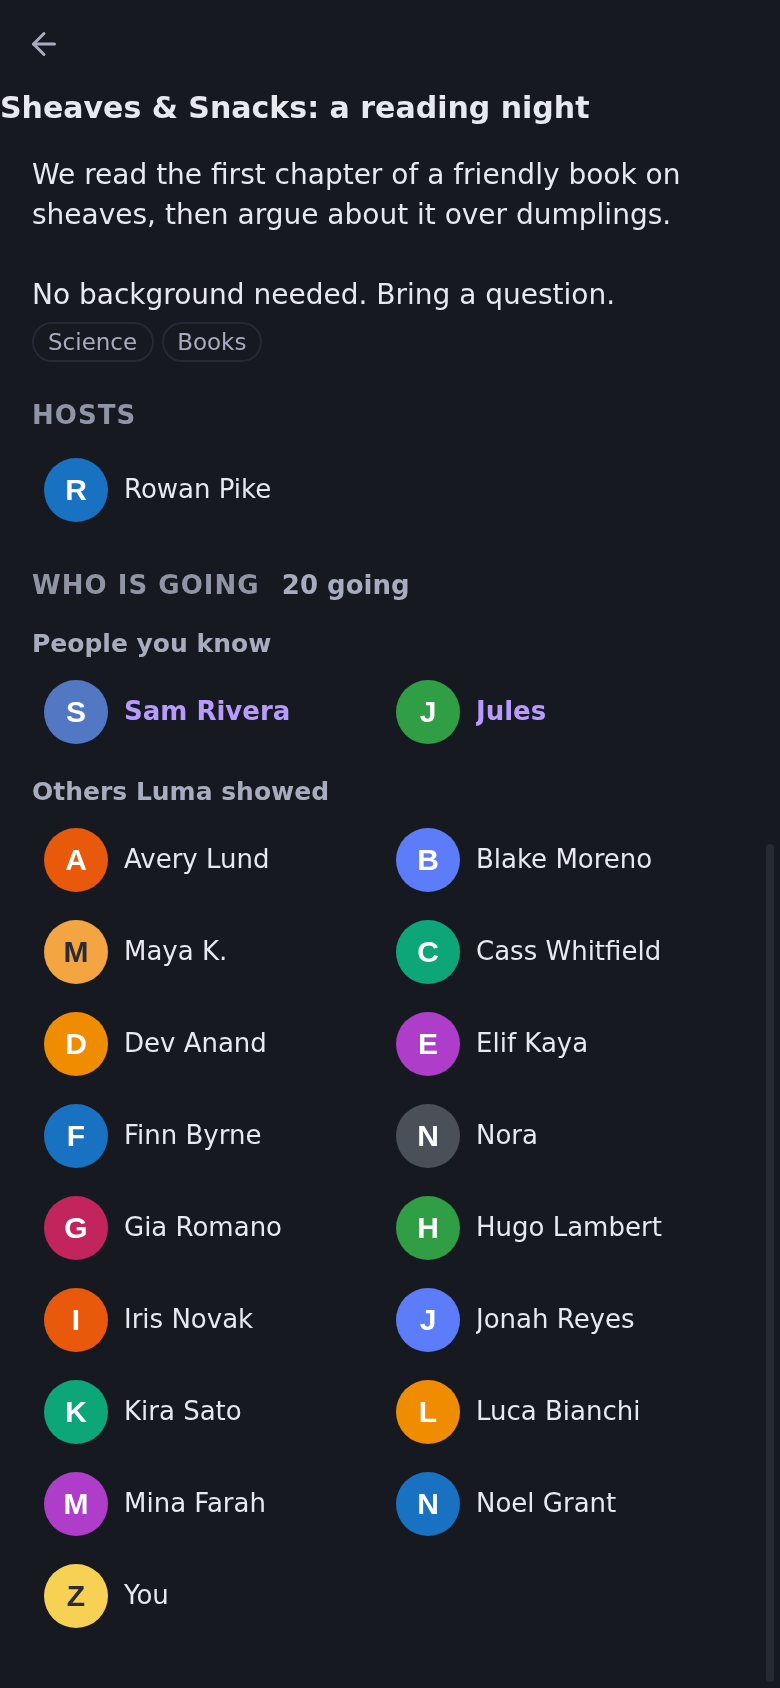 Sheaves & Snacks: a reading night
We read the first chapter of a friendly book on
sheaves, then argue about it over dumplings.
No background needed. Bring a question.
Science Books
HOSTS
R Rowan Pike
WHO IS GOING 20 going
People you know
S Sam Rivera J Jules
Others Luma showed
A Avery Lund B Blake Moreno
M Maya K. C Cass Whitfield
D Dev Anand E Elif Kaya
F Finn Byrne N Nora
G Gia Romano H Hugo Lambert
I Iris Novak J Jonah Reyes
K Kira Sato L Luca Bianchi
M Mina Farah N Noel Grant
Z You